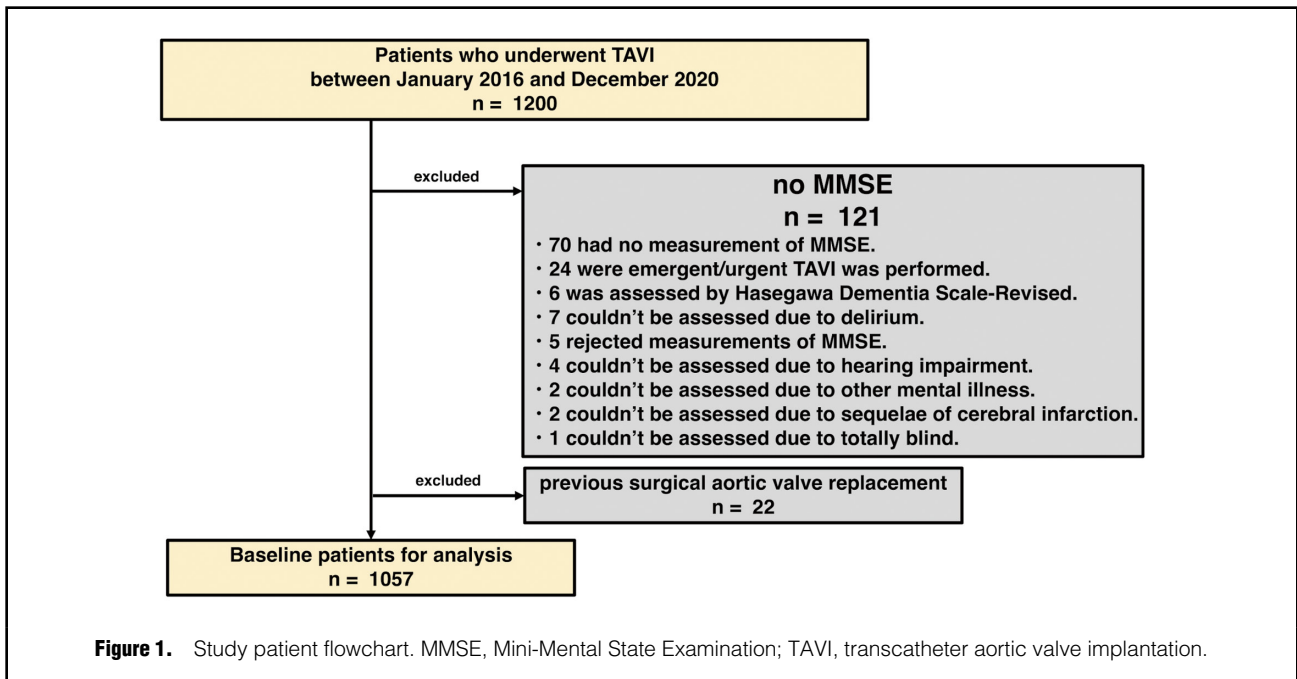 Patients who underwent TAVI
between January 2016 and December 2020
n = 1200
excluded
no MMSE
n = 121
・70 had no measurement of MMSE.
・24 were emergent/urgent TAVI was performed.
・6 was assessed by Hasegawa Dementia Scale-Revised.
・7 couldn't be assessed due to delirium.
・5 rejected measurements of MMSE.
・4 couldn't be assessed due to hearing impairment.
・2 couldn't be assessed due to other mental illness.
・2 couldn't be assessed due to sequelae of cerebral infarction.
・1 couldn't be assessed due to totally blind.
excluded
previous surgical aortic valve replacement
n = 22
Baseline patients for analysis
n = 1057
Figure 1. Study patient flowchart. MMSE, Mini-Mental State Examination; TAVI, transcatheter aortic valve implantation.